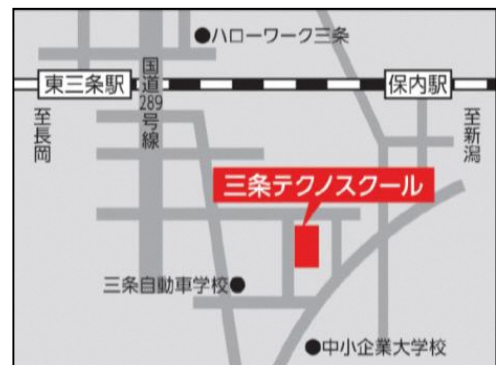 ●ハローワーク三条
東三条駅
国道289号線
保内駅
至長岡
至新潟
三条テクノスクール
三条自動車学校●
●中小企業大学校